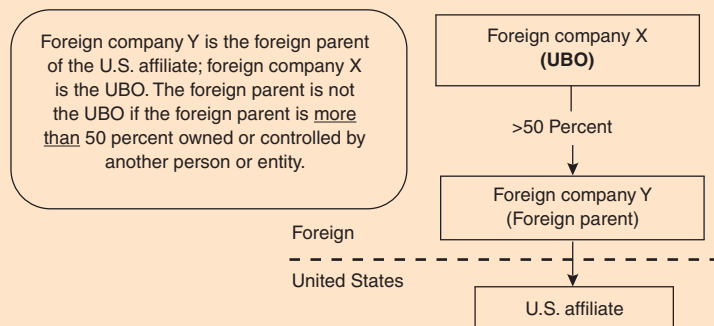 Foreign company Y is the foreign parent
of the U.S. affiliate; foreign company X
is the UBO. The foreign parent is not
the UBO if the foreign parent is more
than 50 percent owned or controlled by
another person or entity.
Foreign company X
(UBO)
>50 Percent
Foreign company Y
(Foreign parent)
Foreign
United States
U.S. affiliate